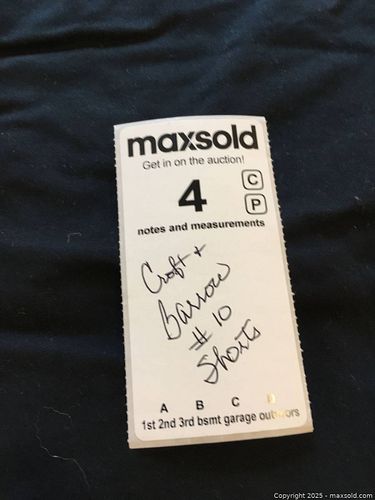 maxsold
Get in on the auction!
4
C
P
notes and measurements
Croft +
Barrow
# 10
Shorts
A B C
1st 2nd 3rd bsmt garage outdoors
Copyright 2025 - maxsold.com